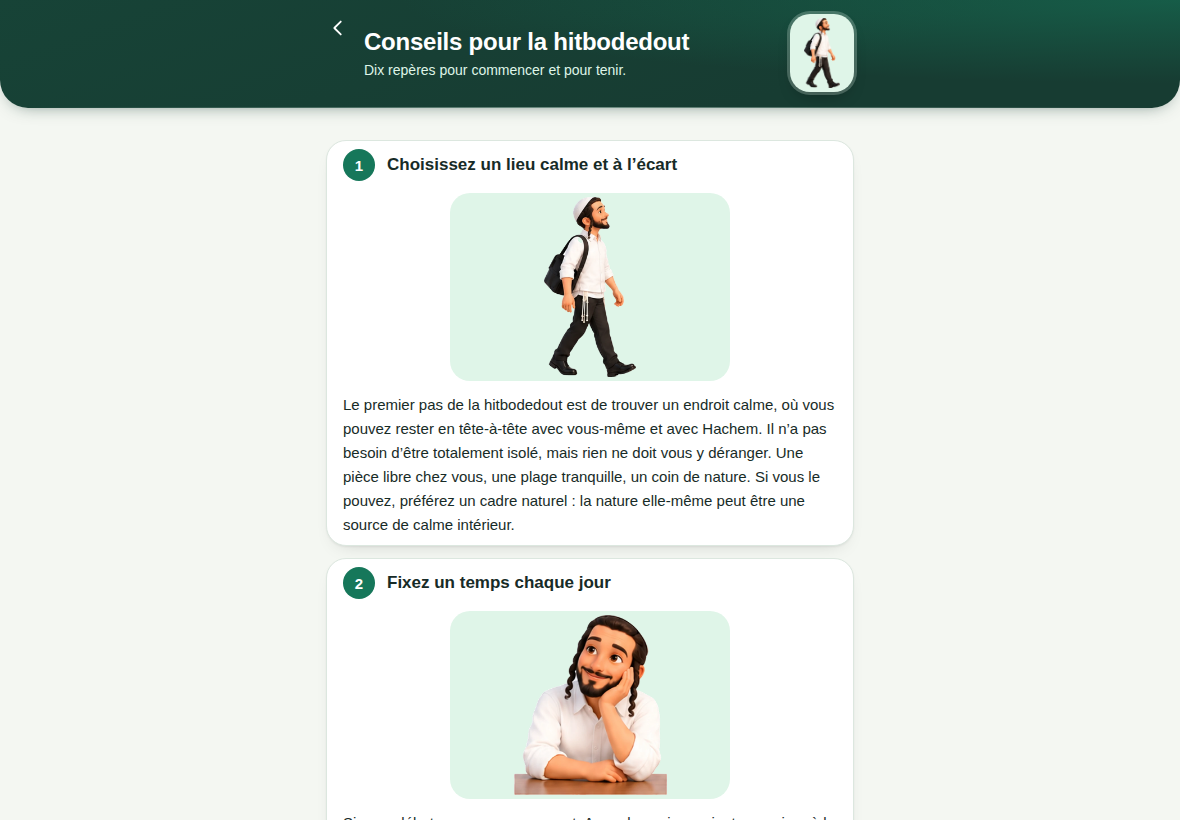 Conseils pour la hitbodedout
Dix repères pour commencer et pour tenir.
1 Choisissez un lieu calme et à l’écart
Le premier pas de la hitbodedout est de trouver un endroit calme, où vous
pouvez rester en tête-à-tête avec vous-même et avec Hachem. Il n’a pas
besoin d’être totalement isolé, mais rien ne doit vous y déranger. Une
pièce libre chez vous, une plage tranquille, un coin de nature. Si vous le
pouvez, préférez un cadre naturel : la nature elle-même peut être une
source de calme intérieur.
2 Fixez un temps chaque jour